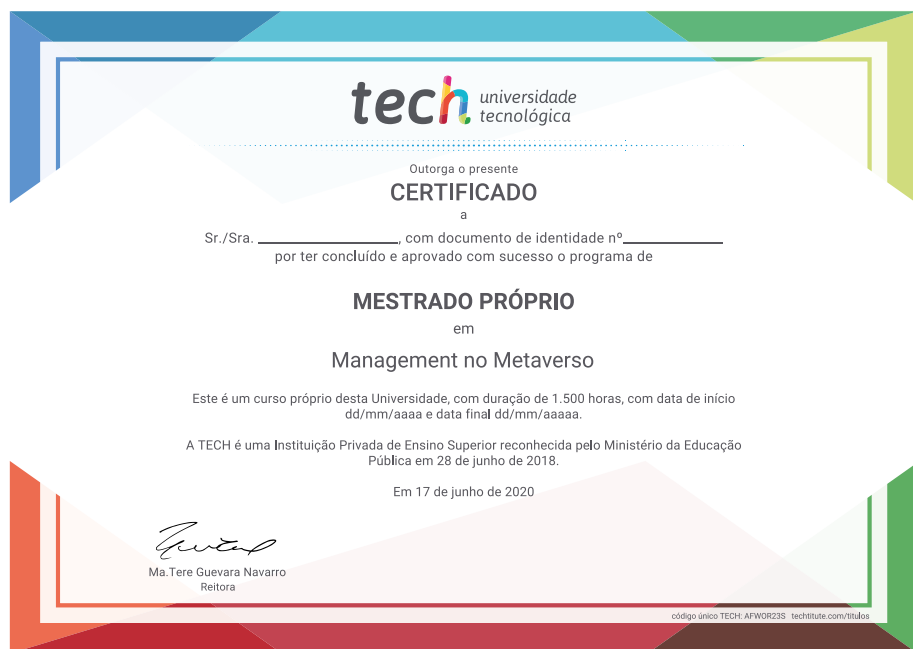 tech universidade
tecnológica
Outorga o presente
CERTIFICADO
a
Sr./Sra. ____________________, com documento de identidade nº______________
por ter concluído e aprovado com sucesso o programa de
MESTRADO PRÓPRIO
em
Management no Metaverso
Este é um curso próprio desta Universidade, com duração de 1.500 horas, com data de início
dd/mm/aaaa e data final dd/mm/aaaaa.
A TECH é uma Instituição Privada de Ensino Superior reconhecida pelo Ministério da Educação
Pública em 28 de junho de 2018.
Em 17 de junho de 2020
Ma.Tere Guevara Navarro
Reitora
código único TECH: AFWOR23S techtitute.com/titulos